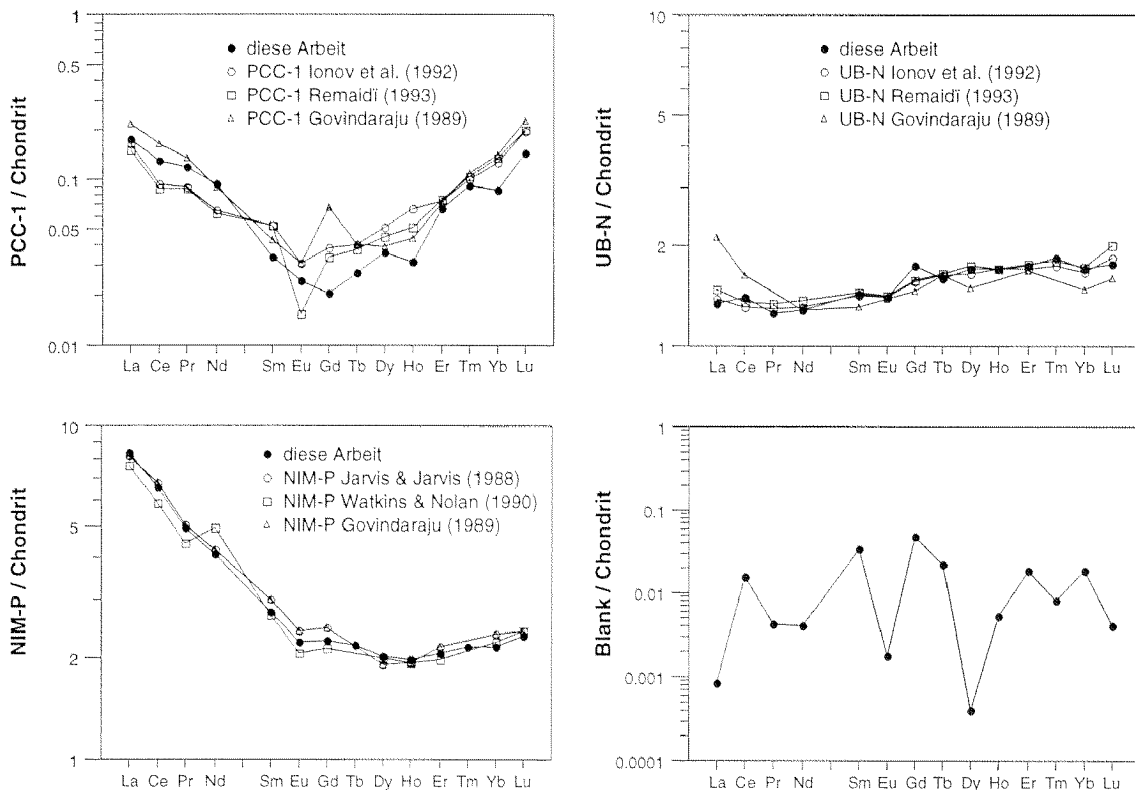 PCC-1 / Chondrit
1
0.5
0.1
0.05
0.01
diese Arbeit
PCC-1 Ionov et al. (1992)
PCC-1 Remaidï (1993)
PCC-1 Govindaraju (1989)
La Ce Pr Nd Sm Eu Gd Tb Dy Ho Er Tm Yb Lu
UB-N / Chondrit
10
5
2
1
diese Arbeit
UB-N Ionov et al. (1992)
UB-N Remaidï (1993)
UB-N Govindaraju (1989)
La Ce Pr Nd Sm Eu Gd Tb Dy Ho Er Tm Yb Lu
NIM-P / Chondrit
10
5
2
1
diese Arbeit
NIM-P Jarvis & Jarvis (1988)
NIM-P Watkins & Nolan (1990)
NIM-P Govindaraju (1989)
La Ce Pr Nd Sm Eu Gd Tb Dy Ho Er Tm Yb Lu
Blank / Chondrit
1
0.1
0.01
0.001
0.0001
La Ce Pr Nd Sm Eu Gd Tb Dy Ho Er Tm Yb Lu